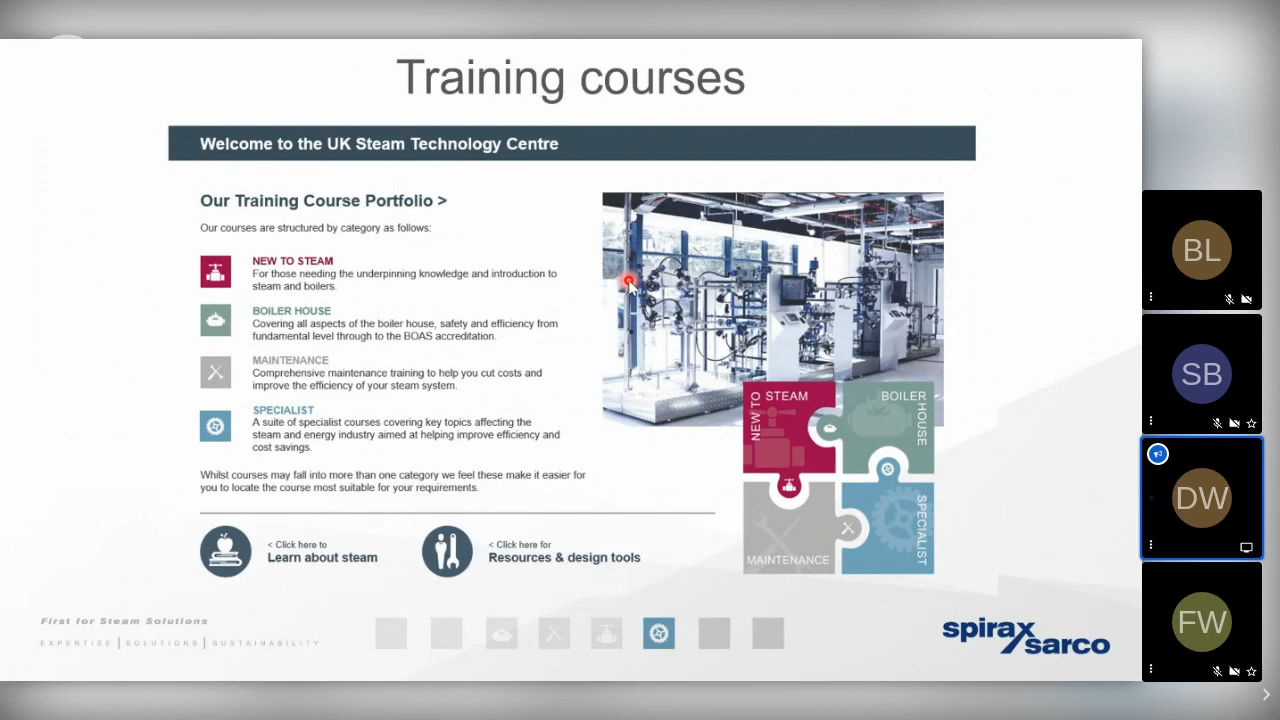 Training courses
Welcome to the UK Steam Technology Centre
Our Training Course Portfolio >
Our courses are structured by category as follows:
NEW TO STEAM
For those needing the underpinning knowledge and introduction to
steam and boilers.
BOILER HOUSE
Covering all aspects of the boiler house, safety and efficiency from
fundamental level through to the BOAS accreditation.
MAINTENANCE
Comprehensive maintenance training to help you cut costs and
improve the efficiency of your steam system.
SPECIALIST
A suite of specialist courses covering key topics affecting the
steam and energy industry aimed at helping improve efficiency and
cost savings.
Whilst courses may fall into more than one category we feel these make it easier for
you to locate the course most suitable for your requirements.
< Click here to
Learn about steam
< Click here for
Resources & design tools
NEW TO STEAM
BOILER HOUSE
MAINTENANCE
SPECIALIST
First for Steam Solutions
EXPERTISE | SOLUTIONS | SUSTAINABILITY
spirax
sarco
BL
SB
DW
FW